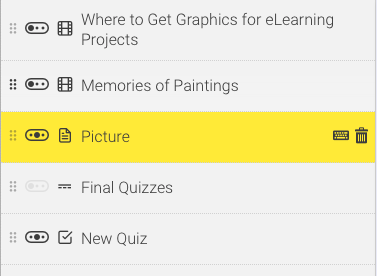 Where to Get Graphics for eLearning
Projects
Memories of Paintings
Picture
Final Quizzes
New Quiz